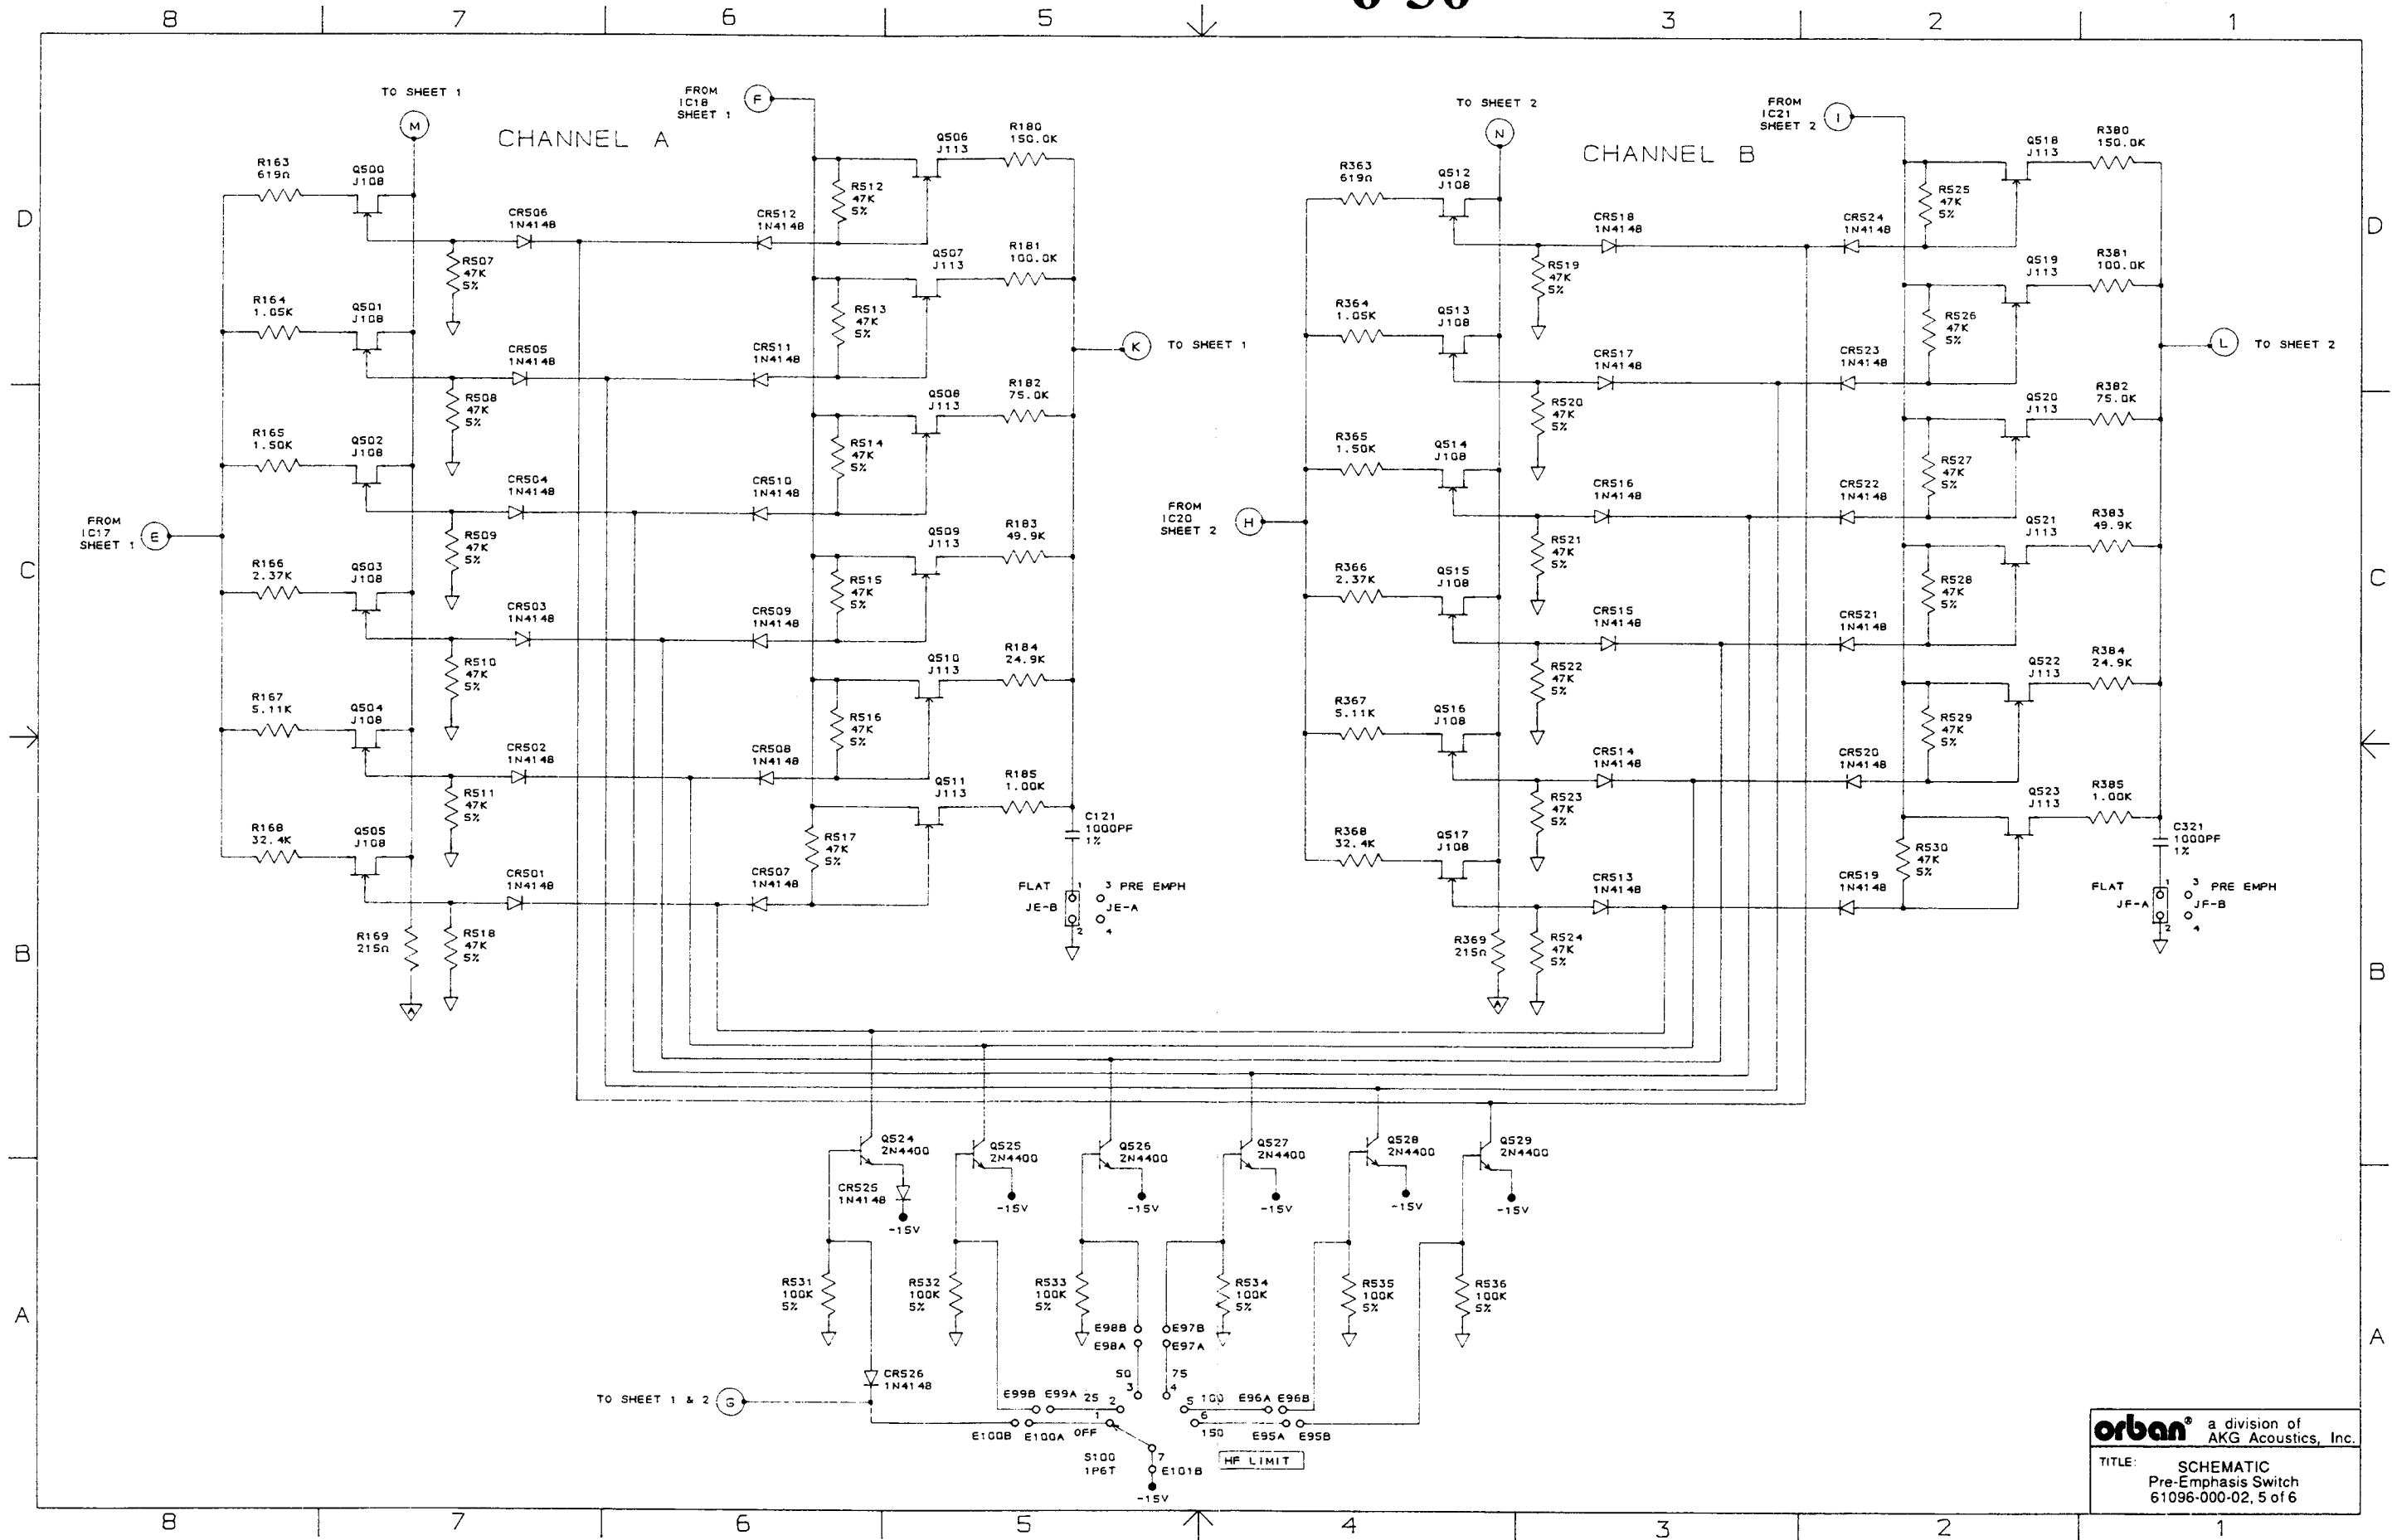 6-30
8 7 6 5 3 2 1
TO SHEET 1
M
CHANNEL A
FROM
IC18
SHEET 1
F
R163
619Ω
Q500
J108
CR506
1N4148
R507
47K
5%
CR512
1N4148
R512
47K
5%
Q506
J113
R180
150.0K
R164
1.05K
Q501
J108
CR505
1N4148
R508
47K
5%
CR511
1N4148
R513
47K
5%
Q507
J113
R181
100.0K
K
TO SHEET 1
R165
1.50K
Q502
J108
CR504
1N4148
R509
47K
5%
CR510
1N4148
R514
47K
5%
Q508
J113
R182
75.0K
FROM
IC17
SHEET 1
E
R166
2.37K
Q503
J108
CR503
1N4148
R510
47K
5%
CR509
1N4148
R515
47K
5%
Q509
J113
R183
49.9K
R167
5.11K
Q504
J108
CR502
1N4148
R511
47K
5%
CR508
1N4148
R516
47K
5%
Q510
J113
R184
24.9K
R168
32.4K
Q505
J108
CR501
1N4148
R518
47K
5%
CR507
1N4148
R517
47K
5%
Q511
J113
R185
1.00K
C121
1000PF
1%
R169
215Ω
A
FLAT 1 3 PRE EMPH
JE-B JE-A
2 4
TO SHEET 2
N
CHANNEL B
FROM
IC21
SHEET 2
I
R363
619Ω
Q512
J108
CR518
1N4148
R519
47K
5%
CR524
1N4148
R525
47K
5%
Q518
J113
R380
150.0K
R364
1.05K
Q513
J108
CR517
1N4148
R520
47K
5%
CR523
1N4148
R526
47K
5%
Q519
J113
R381
100.0K
L
TO SHEET 2
R365
1.50K
Q514
J108
CR516
1N4148
R521
47K
5%
CR522
1N4148
R527
47K
5%
Q520
J113
R382
75.0K
FROM
IC20
SHEET 2
H
R366
2.37K
Q515
J108
CR515
1N4148
R522
47K
5%
CR521
1N4148
R528
47K
5%
Q521
J113
R383
49.9K
R367
5.11K
Q516
J108
CR514
1N4148
R523
47K
5%
CR520
1N4148
R529
47K
5%
Q522
J113
R384
24.9K
R368
32.4K
Q517
J108
CR513
1N4148
R524
47K
5%
CR519
1N4148
R530
47K
5%
Q523
J113
R385
1.00K
C321
1000PF
1%
R369
215Ω
A
FLAT 1 3 PRE EMPH
JF-A JF-B
2 4
Q524
2N4400
CR525
1N4148
-15V
Q525
2N4400
-15V
Q526
2N4400
-15V
Q527
2N4400
-15V
Q528
2N4400
-15V
Q529
2N4400
-15V
R531
100K
5%
R532
100K
5%
R533
100K
5%
R534
100K
5%
R535
100K
5%
R536
100K
5%
E98B E97B
E98A E97A
CR526
1N4148
50 75
3 4
TO SHEET 1 & 2 G
E99B E99A 25 2 5 100 E96A E96B
E100B E100A OFF 1 6 150 E95A E95B
S100
1P6T
7
E101B
-15V
HF LIMIT
D D
C C
B B
A A
orban® a division of
AKG Acoustics, Inc.
TITLE: SCHEMATIC
Pre-Emphasis Switch
61096-000-02, 5 of 6
8 7 6 5 4 3 2 1